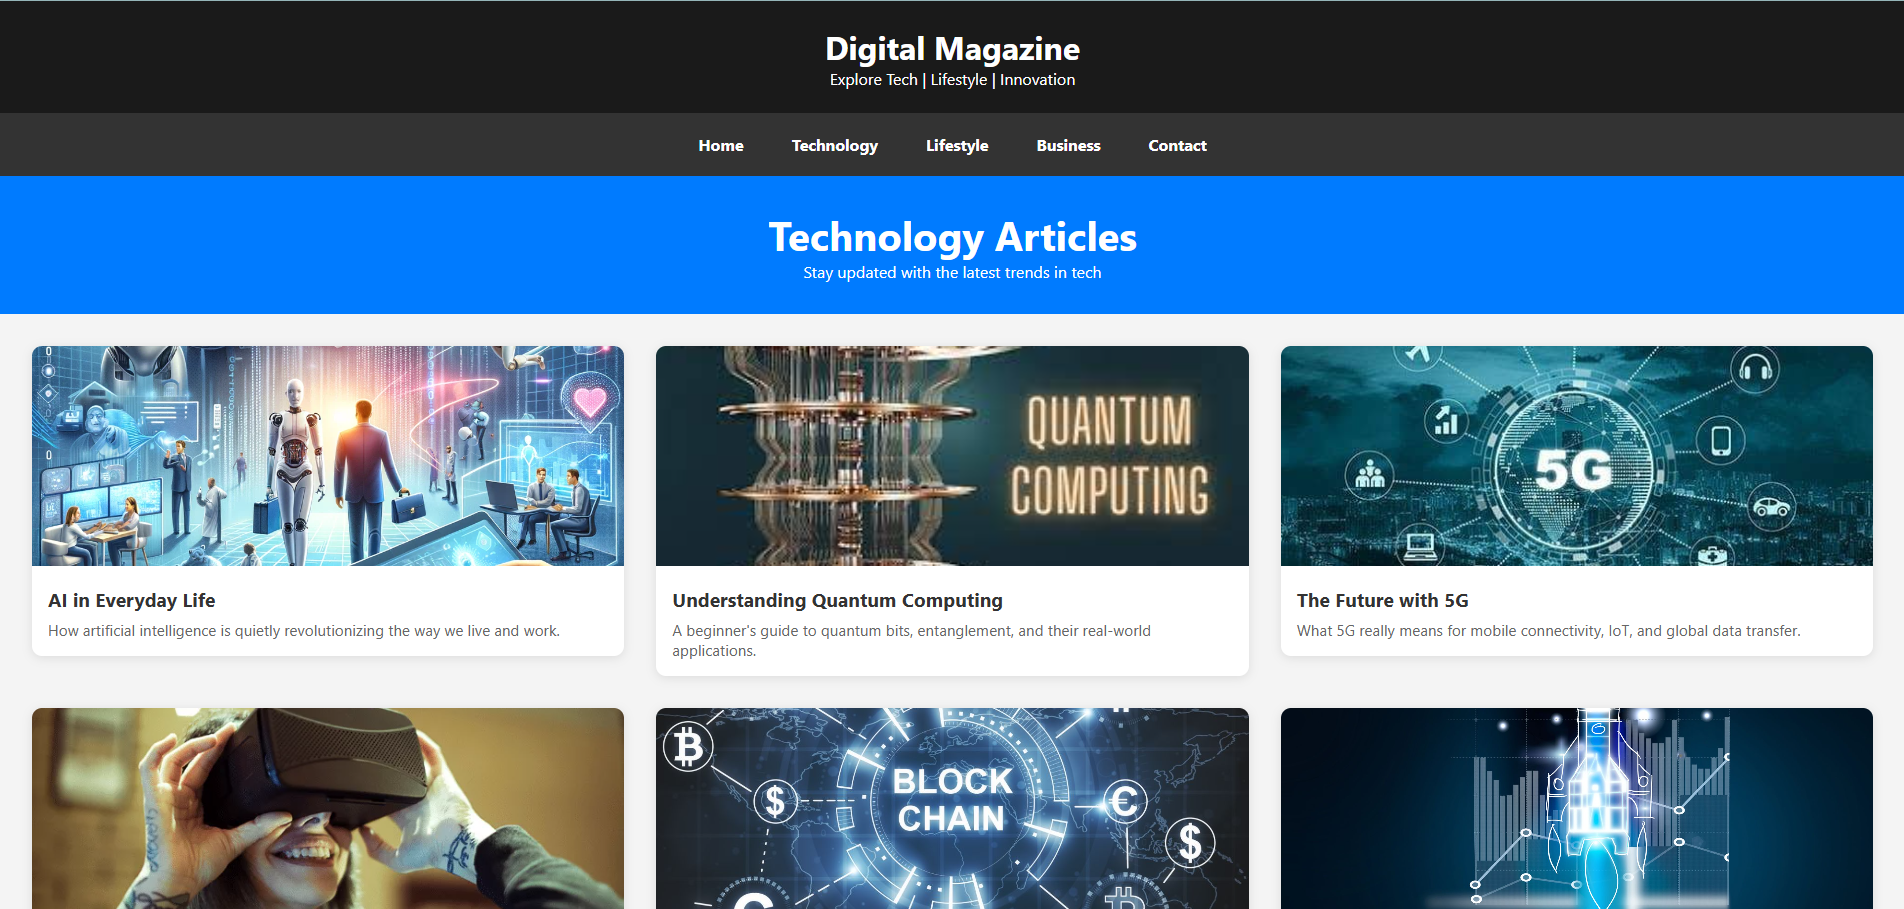 Digital Magazine
Explore Tech | Lifestyle | Innovation
Home Technology Lifestyle Business Contact
Technology Articles
Stay updated with the latest trends in tech
QUANTUM
COMPUTING
5G
AI in Everyday Life
How artificial intelligence is quietly revolutionizing the way we live and work.
Understanding Quantum Computing
A beginner's guide to quantum bits, entanglement, and their real-world
applications.
The Future with 5G
What 5G really means for mobile connectivity, IoT, and global data transfer.
BLOCK
CHAIN